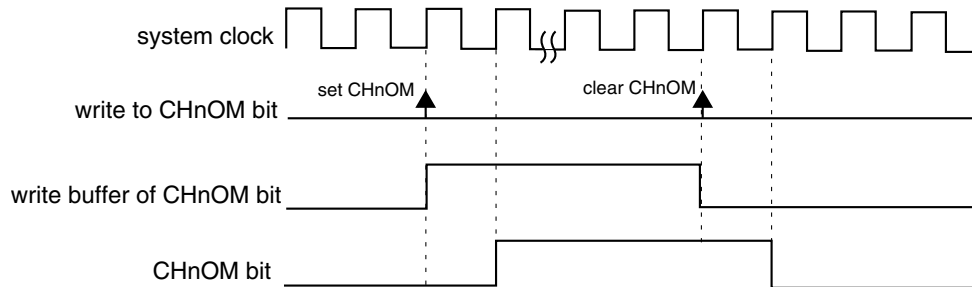 system clock
set CHnOM
clear CHnOM
write to CHnOM bit
write buffer of CHnOM bit
CHnOM bit